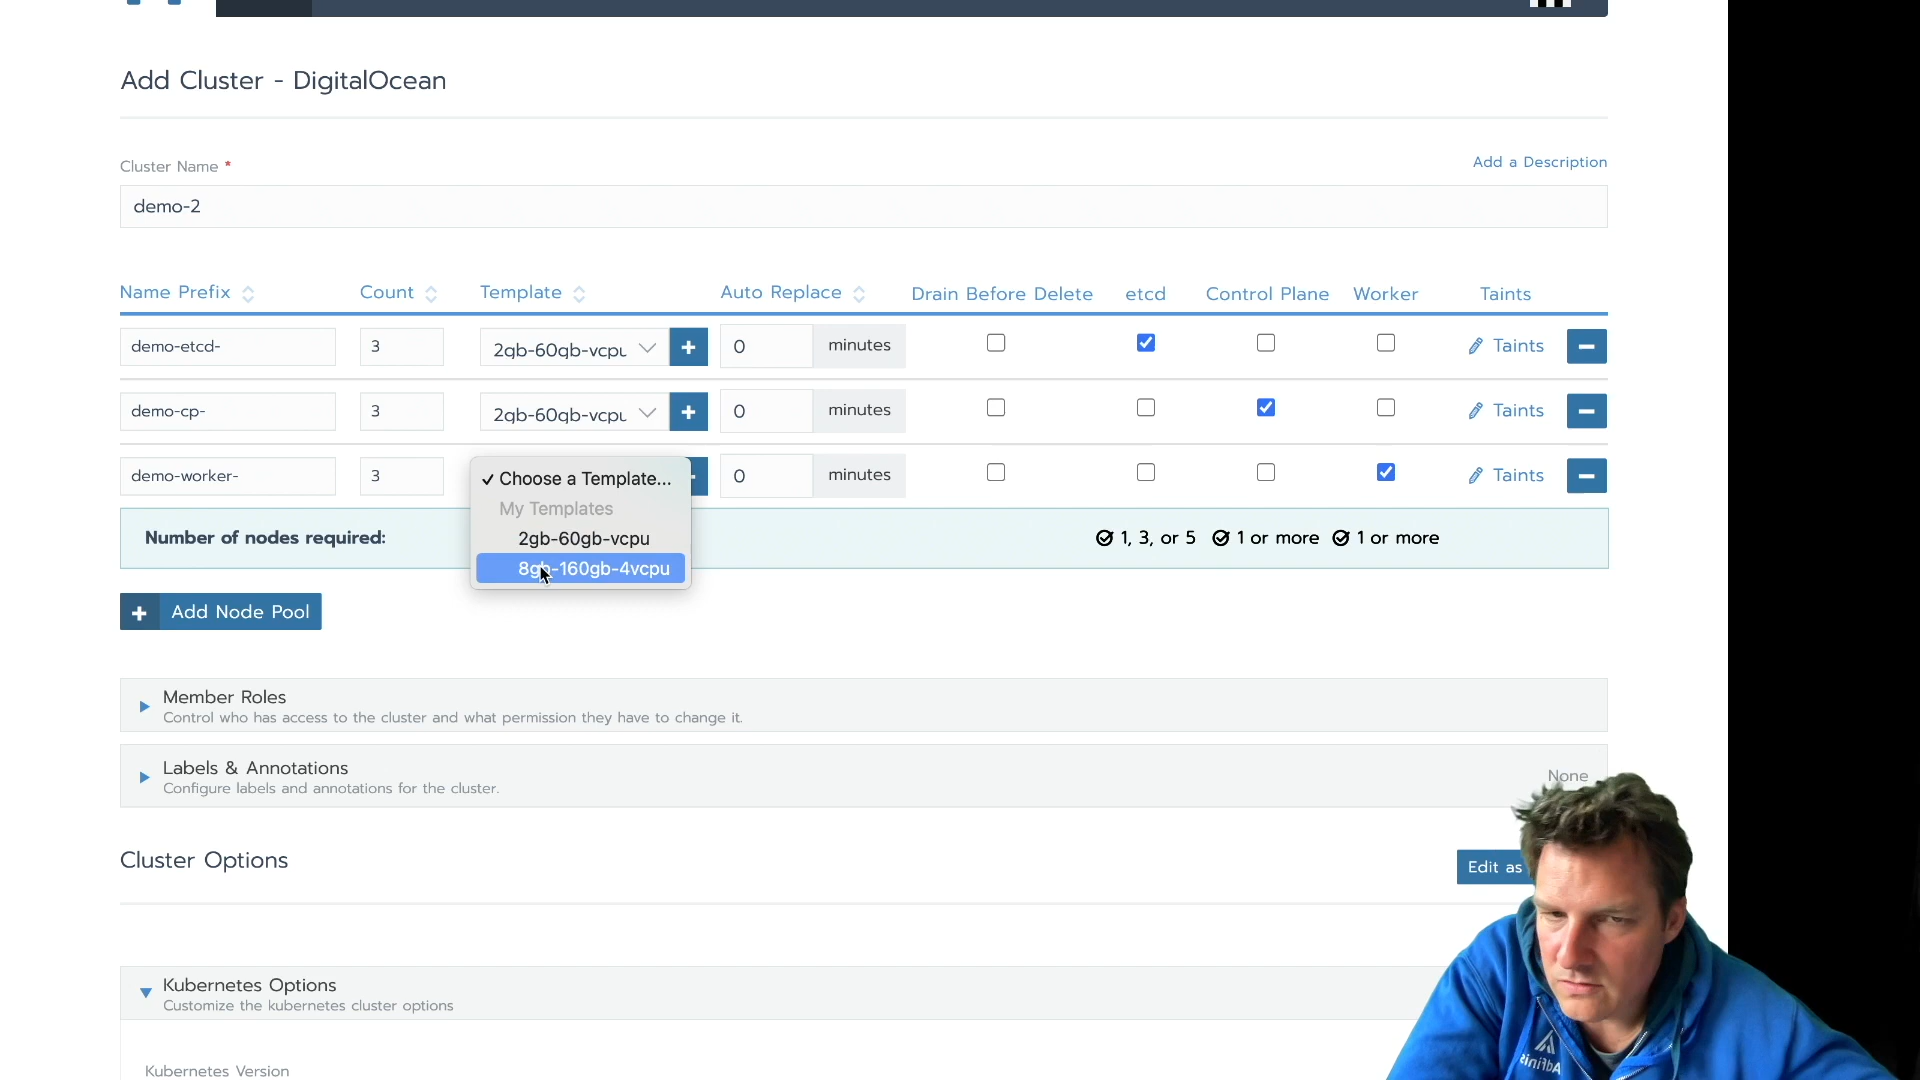 Add Cluster - DigitalOcean
Cluster Name *
Add a Description
demo-2
Name Prefix Count Template Auto Replace Drain Before Delete etcd Control Plane Worker Taints
demo-etcd- 3 2gb-60gb-vcpu 0 minutes Taints
demo-cp- 3 2gb-60gb-vcpu 0 minutes Taints
demo-worker- 3 0 minutes Taints
✓ Choose a Template...
My Templates
2gb-60gb-vcpu
8gb-160gb-4vcpu
Number of nodes required: 1, 3, or 5 1 or more 1 or more
+ Add Node Pool
Member Roles
Control who has access to the cluster and what permission they have to change it.
Labels & Annotations
Configure labels and annotations for the cluster.
None
Cluster Options
Edit as
Kubernetes Options
Customize the kubernetes cluster options
Kubernetes Version